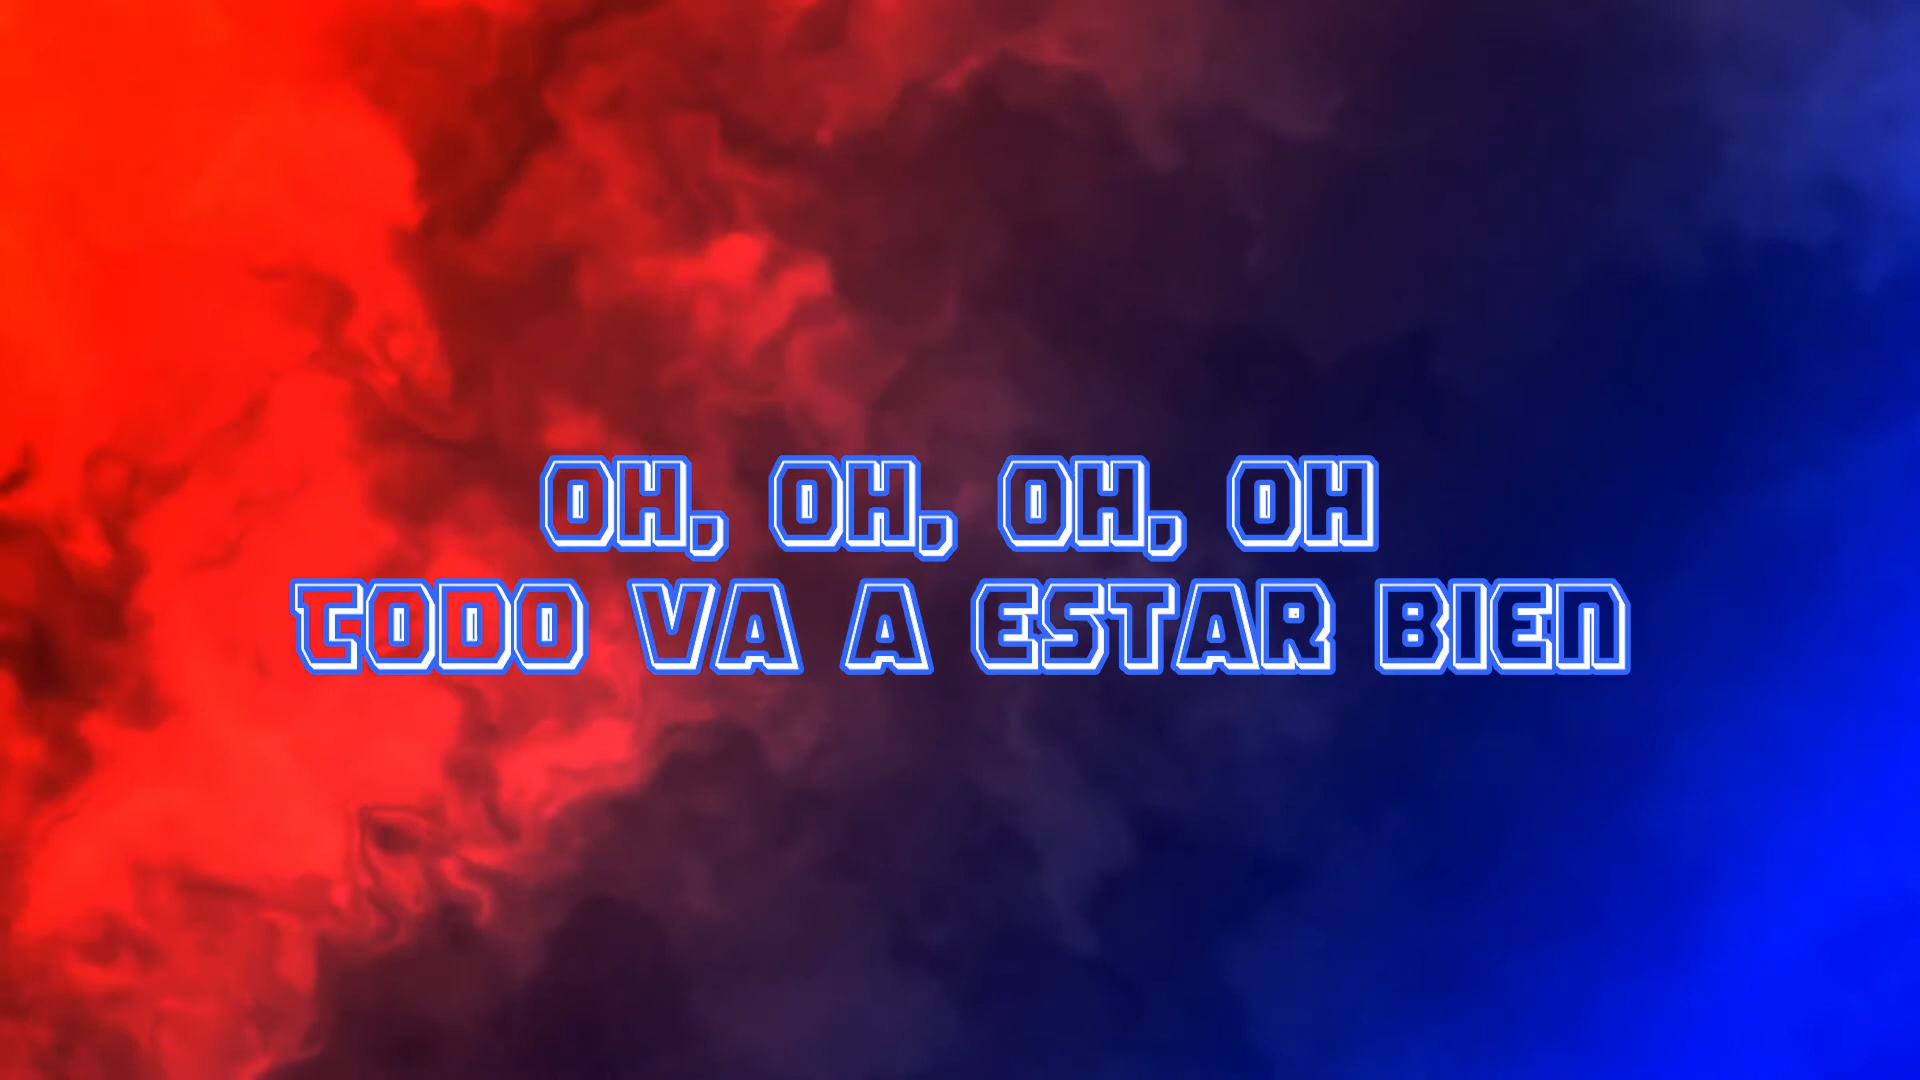 OH, OH, OH, OH
TODO VA A ESTAR BIEN